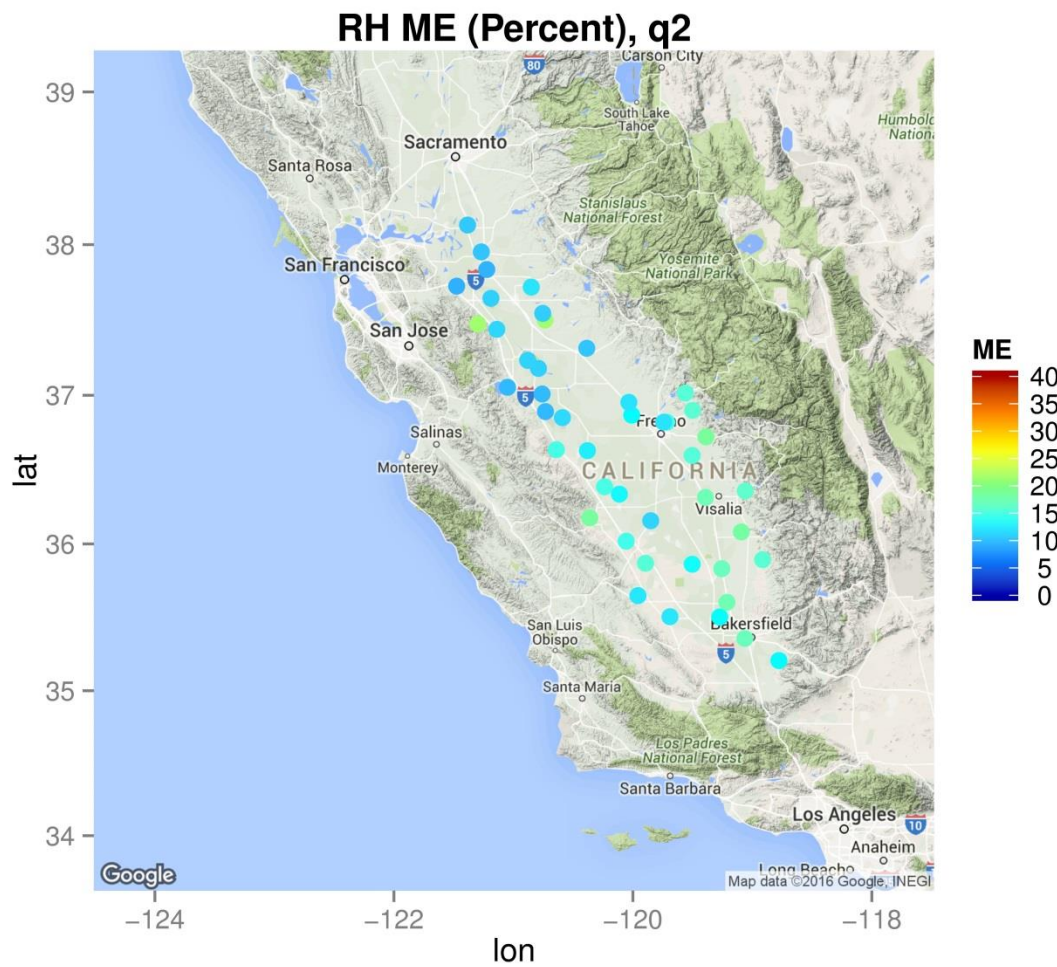 RH ME (Percent), q2
80
Carson City
39
South Lake
Tahoe
Humbol
Nationa
Sacramento
Santa Rosa
Stanislaus
National Forest
38
Yosemite
National Park
San Francisco
5
San Jose
ME
40
35
30
25
20
15
10
5
0
37
5
Salinas
Monterey
CALIFORNIA
Visalia
lat
36
San Luis
Obispo
Bakersfield
5
35
Santa Maria
Los Padres
National Forest
Santa Barbara
Los Angeles
10
34
Anaheim
Long Beach
Google
Map data ©2016 Google, INEGI
−124
−122
−120
−118
lon